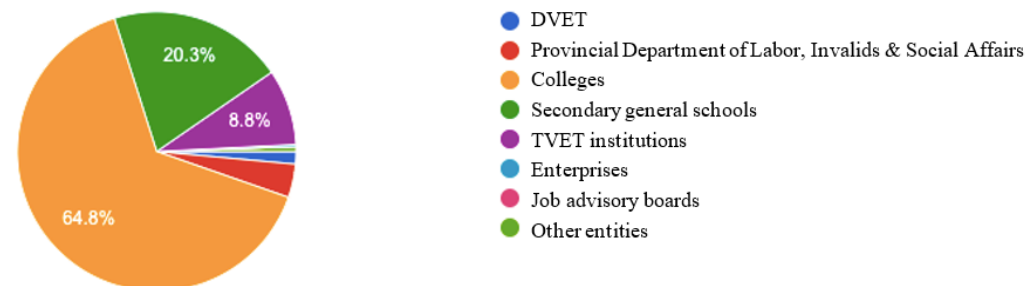 20.3%
8.8%
64.8%
DVET
Provincial Department of Labor, Invalids & Social Affairs
Colleges
Secondary general schools
TVET institutions
Enterprises
Job advisory boards
Other entities